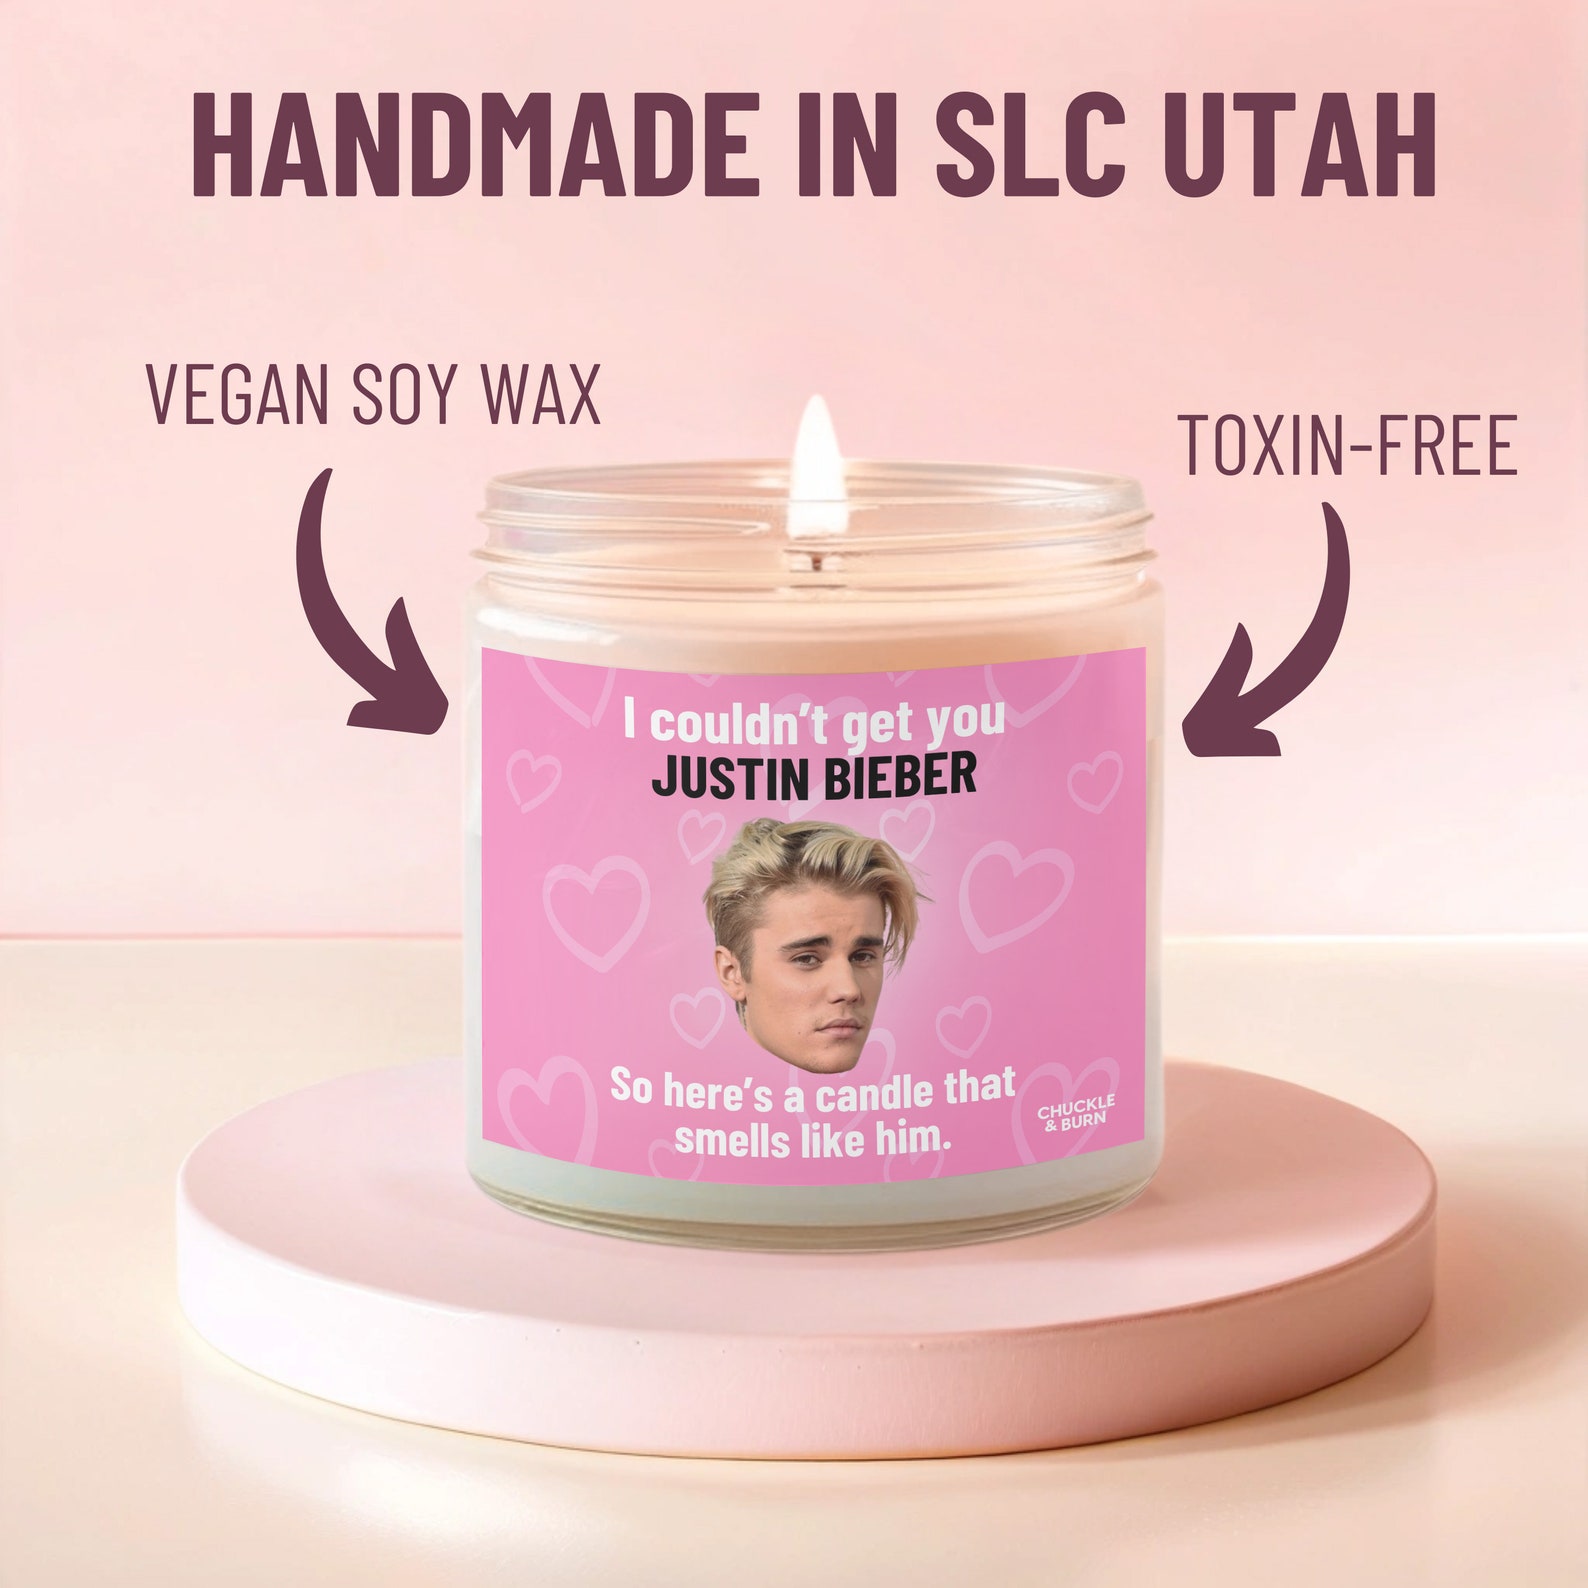 HANDMADE IN SLC UTAH
VEGAN SOY WAX
TOXIN-FREE
I couldn't get you
JUSTIN BIEBER
So here's a candle that
smells like him.
CHUCKLE
& BURN